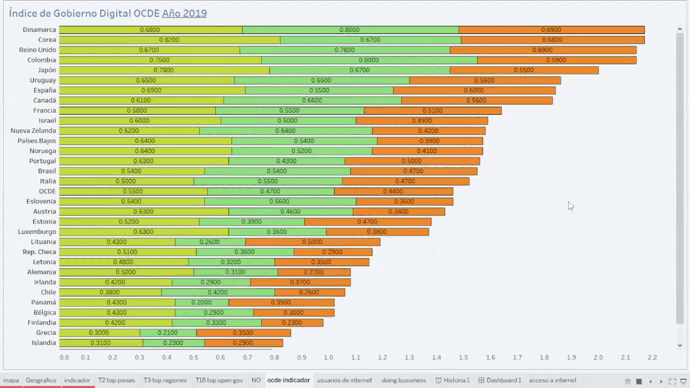 Índice de Gobierno Digital OCDE Año 2019
Dinamarca 0.6800 0.8000 0.6900
Corea 0.8200 0.6700 0.6800
Reino Unido 0.6700 0.7800 0.6900
Colombia 0.7500 0.8000 0.5900
Japón 0.7800 0.6700 0.5500
Uruguay 0.6500 0.6500 0.5600
España 0.6900 0.5500 0.6000
Canadá 0.6100 0.6600 0.5600
Francia 0.5800 0.5500 0.5100
Israel 0.6000 0.5000 0.4900
Nueva Zelanda 0.5200 0.6400 0.4200
Países Bajos 0.6400 0.5400 0.3900
Noruega 0.6400 0.5200 0.4100
Portugal 0.6300 0.4300 0.5000
Brasil 0.5400 0.5400 0.4700
Italia 0.5000 0.5500 0.4700
OCDE 0.5500 0.4700 0.4400
Eslovenia 0.5400 0.5600 0.3600
Austria 0.6300 0.4600 0.3400
Estonia 0.5200 0.3900 0.4700
Luxemburgo 0.6300 0.3600 0.3800
Lituania 0.4300 0.2600 0.5000
Rep. Checa 0.5100 0.3600 0.2900
Letonia 0.4800 0.3200 0.3500
Alemania 0.5000 0.3100 0.2700
Irlanda 0.4200 0.2900 0.3700
Chile 0.3800 0.4200 0.2600
Panamá 0.4300 0.2000 0.3900
Bélgica 0.4300 0.2900 0.3000
Finlandia 0.4200 0.3300 0.2300
Grecia 0.3000 0.2100 0.3500
Islandia 0.3100 0.2300 0.2900
0.0 0.1 0.2 0.3 0.4 0.5 0.6 0.7 0.8 0.9 1.0 1.1 1.2 1.3 1.4 1.5 1.6 1.7 1.8 1.9 2.0 2.1 2.2
mapa Geografico indicador T2 top paises T3 top regiones T18 top open gov NO ocde indicador usuarios de internet doing bussiness Historia 1 Dashboard 1 acceso a internet